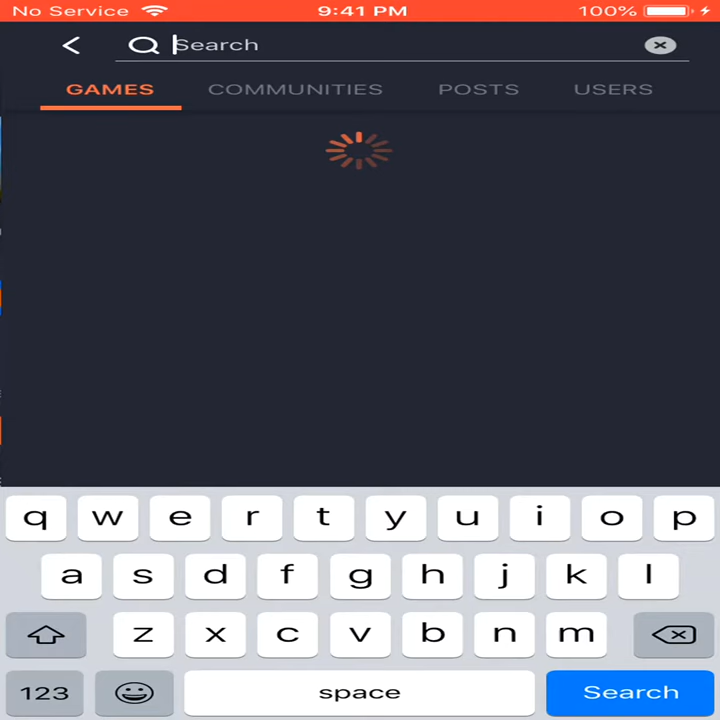 No Service 9:41 PM 100%
Search
GAMES COMMUNITIES POSTS USERS
q w e r t y u i o p
a s d f g h j k l
z x c v b n m
123 space Search